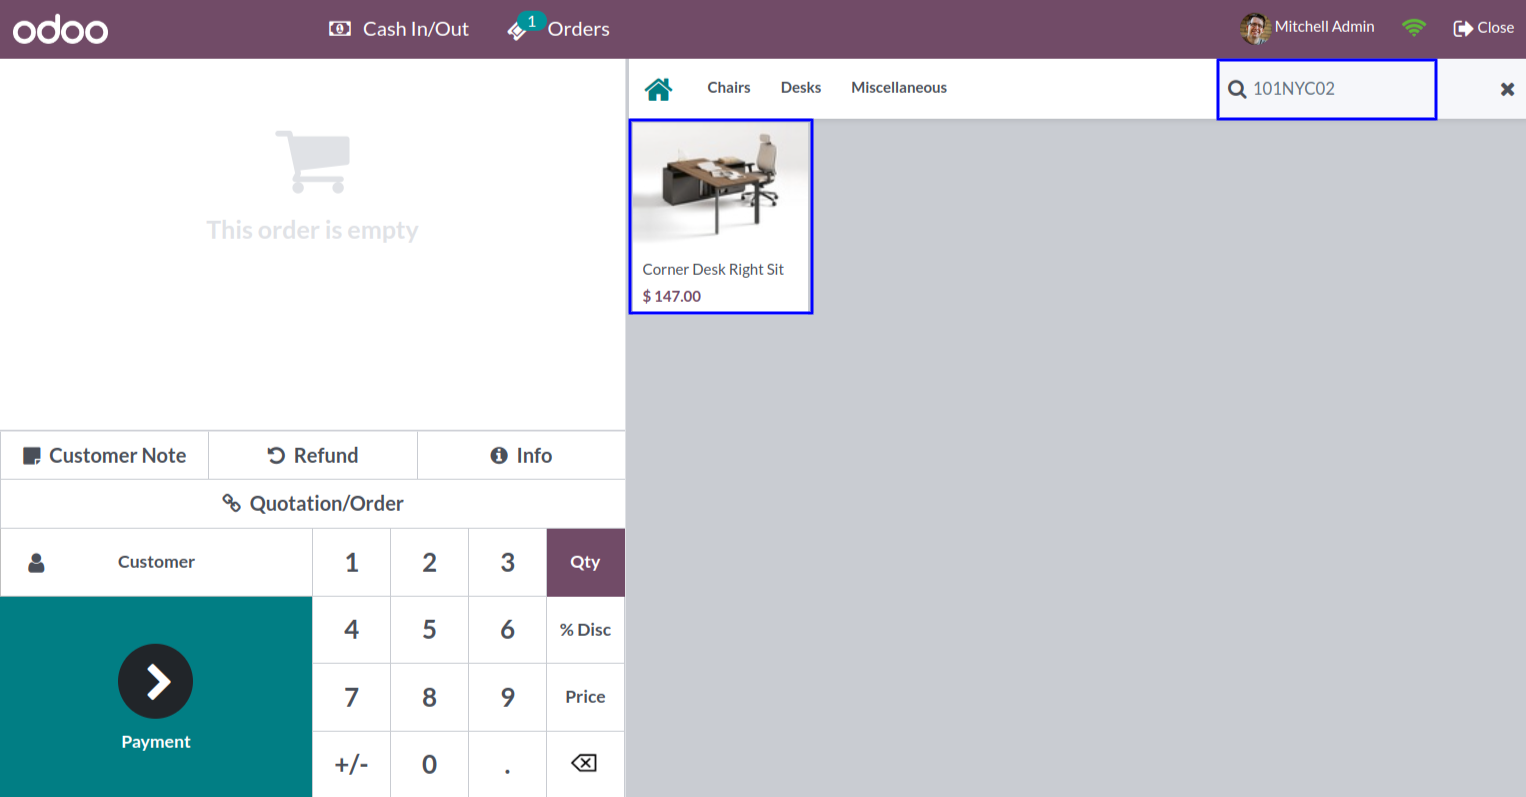 odoo
Cash In/Out
1
Orders
Mitchell Admin
Close
Chairs
Desks
Miscellaneous
101NYC02
This order is empty
Corner Desk Right Sit
$ 147.00
Customer Note
Refund
Info
Quotation/Order
Customer
1
2
3
Qty
4
5
6
% Disc
Payment
7
8
9
Price
+/-
0
.